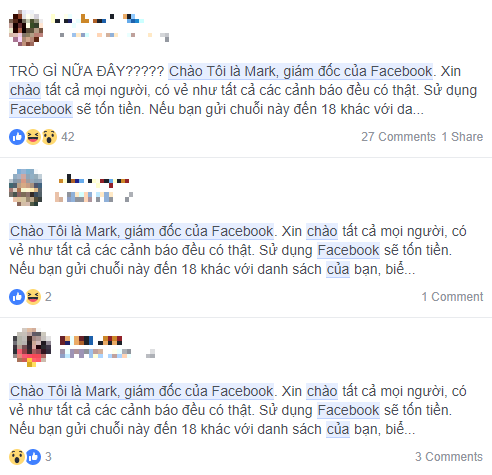 TRÒ GÌ NỮA ĐÂY????? Chào Tôi là Mark, giám đốc của Facebook. Xin
chào tất cả mọi người, có vẻ như tất cả các cảnh báo đều có thật. Sử dụng
Facebook sẽ tốn tiền. Nếu bạn gửi chuỗi này đến 18 khác với da...
42 27 Comments 1 Share
Chào Tôi là Mark, giám đốc của Facebook. Xin chào tất cả mọi người, có
vẻ như tất cả các cảnh báo đều có thật. Sử dụng Facebook sẽ tốn tiền.
Nếu bạn gửi chuỗi này đến 18 khác với danh sách của bạn, biể...
2 1 Comment
Chào Tôi là Mark, giám đốc của Facebook. Xin chào tất cả mọi người, có
vẻ như tất cả các cảnh báo đều có thật. Sử dụng Facebook sẽ tốn tiền.
Nếu bạn gửi chuỗi này đến 18 khác với danh sách của bạn, biể...
3 3 Comments